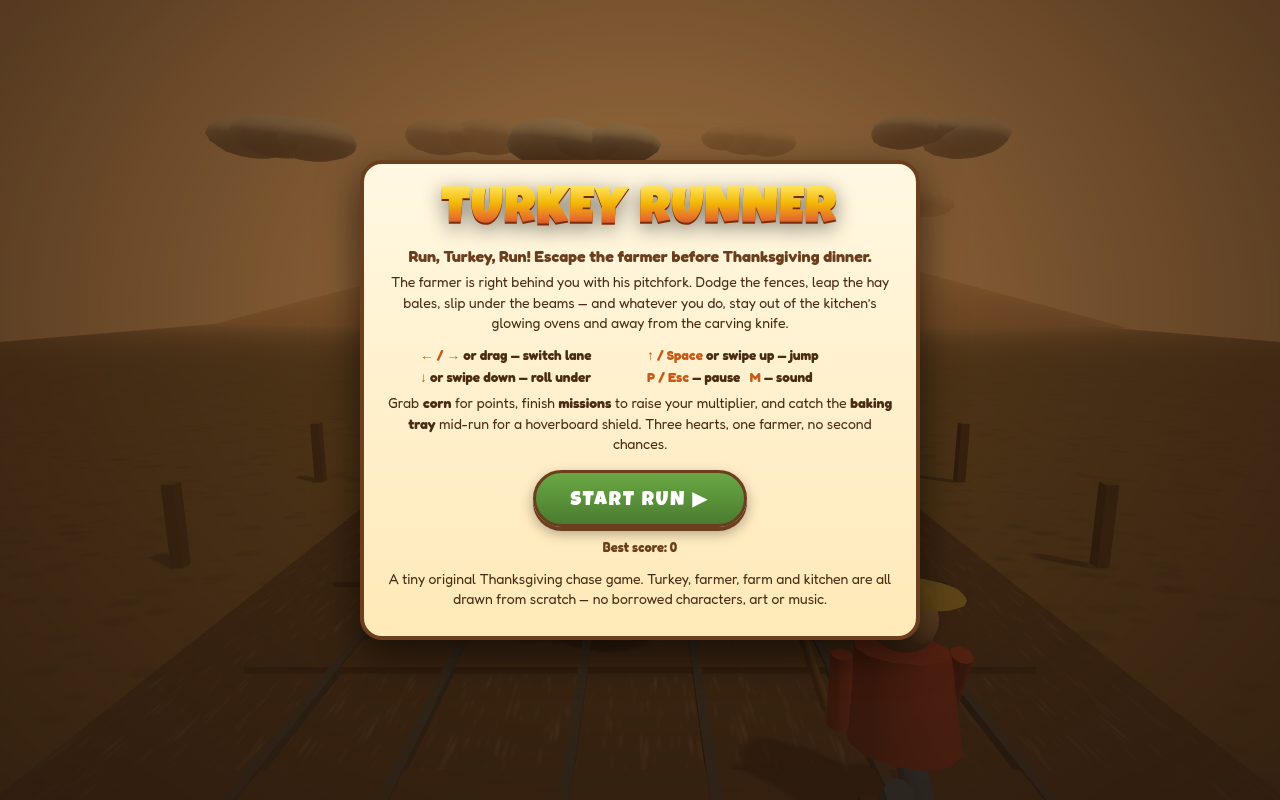 TURKEY RUNNER
Run, Turkey, Run! Escape the farmer before Thanksgiving dinner.
The farmer is right behind you with his pitchfork. Dodge the fences, leap the hay
bales, slip under the beams — and whatever you do, stay out of the kitchen's
glowing ovens and away from the carving knife.
← / → or drag — switch lane
↑ / Space or swipe up — jump
↓ or swipe down — roll under
P / Esc — pause M — sound
Grab corn for points, finish missions to raise your multiplier, and catch the baking
tray mid-run for a hoverboard shield. Three hearts, one farmer, no second
chances.
START RUN ▶
Best score: 0
A tiny original Thanksgiving chase game. Turkey, farmer, farm and kitchen are all
drawn from scratch — no borrowed characters, art or music.